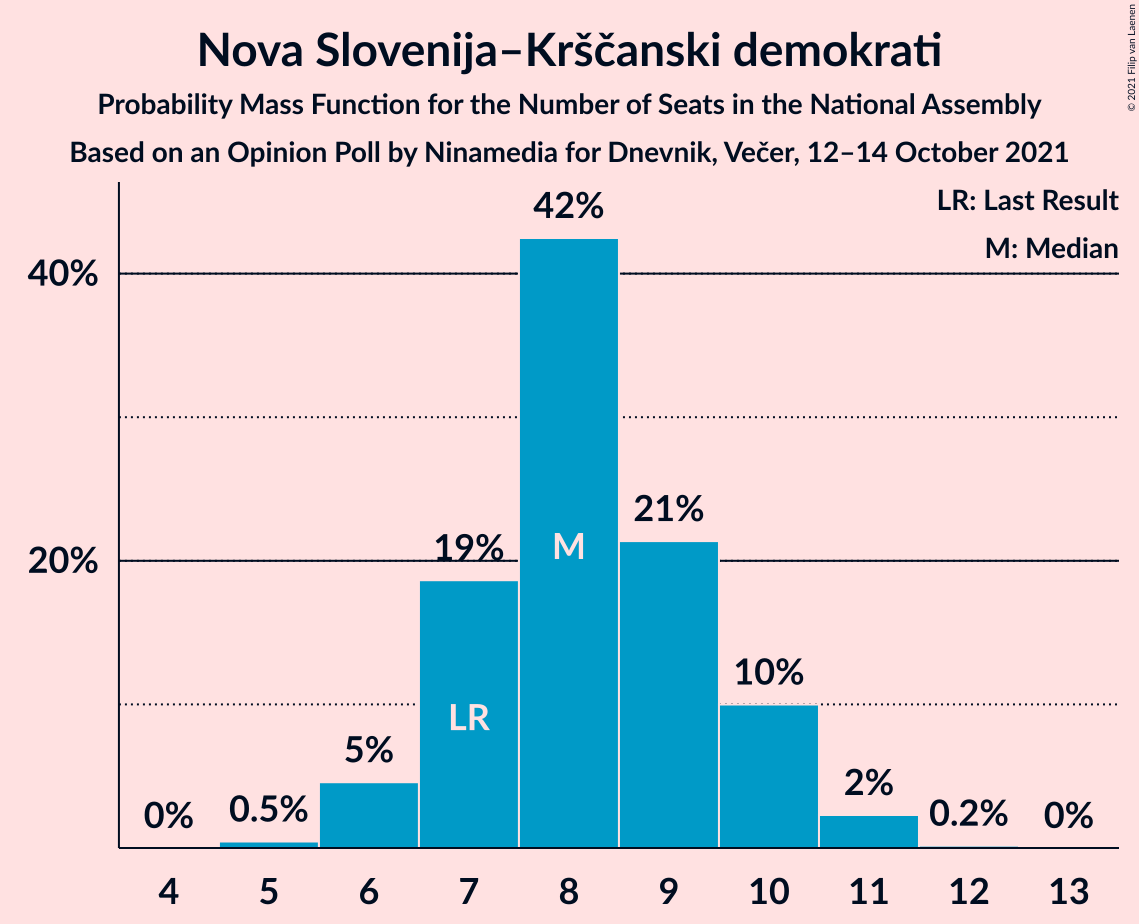 Nova Slovenija–Krščanski demokrati
Probability Mass Function for the Number of Seats in the National Assembly
Based on an Opinion Poll by Ninamedia for Dnevnik, Večer, 12–14 October 2021
© 2021 Filip van Laenen
LR: Last Result
M: Median
40%
20%
0%
0.5%
5%
19%
42%
21%
10%
2%
0.2%
0%
LR
M
4 5 6 7 8 9 10 11 12 13